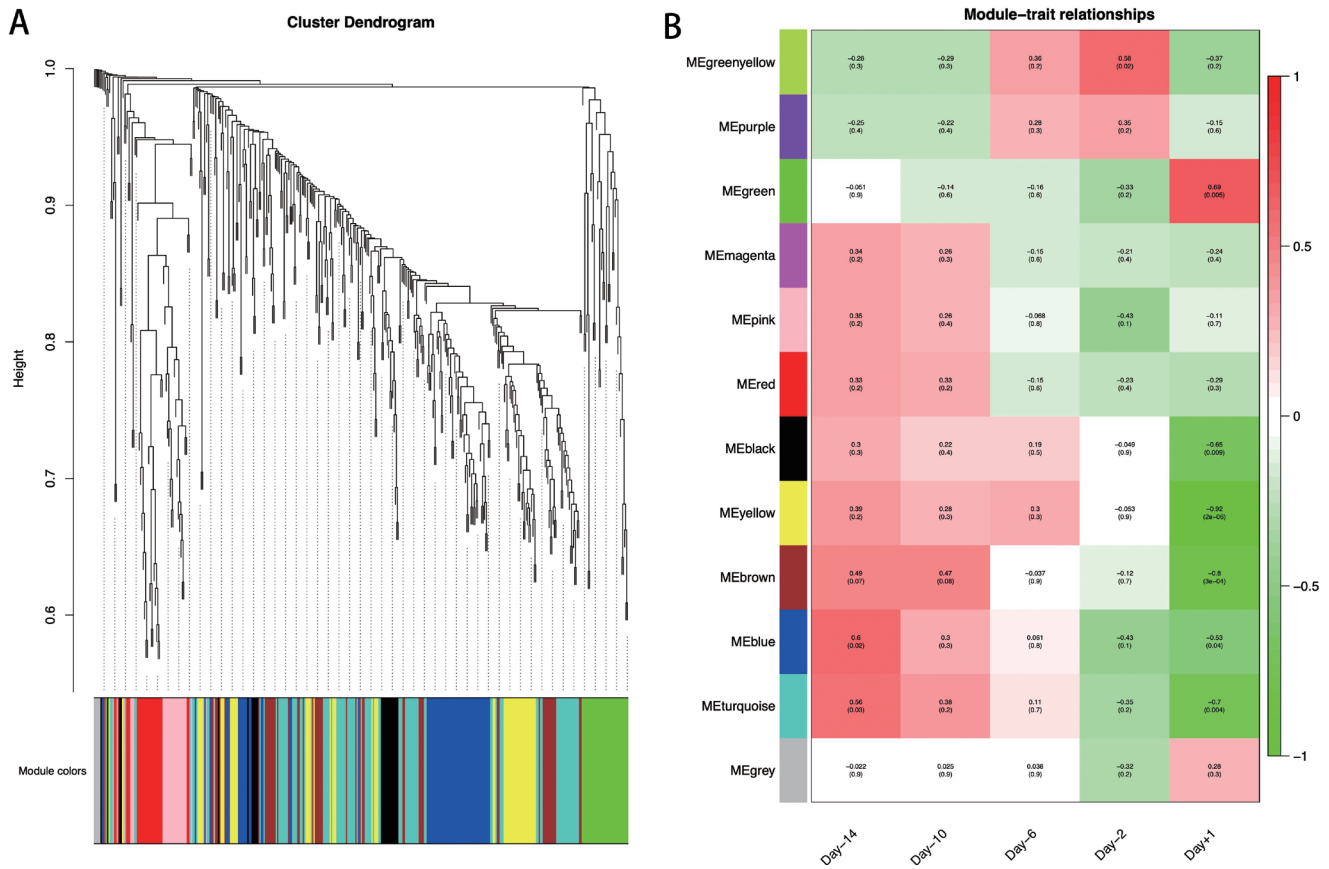 A
Cluster Dendrogram
Height
1.0
0.9
0.8
0.7
0.6
Module colors
B
Module−trait relationships
MEgreenyellow
−0.26 −0.29 0.36 0.58 −0.37
(0.3) (0.3) (0.2) (0.02) (0.2)
MEpurple
−0.25 −0.22 0.28 0.35 −0.15
(0.4) (0.4) (0.3) (0.2) (0.6)
MEgreen
−0.051 −0.14 −0.16 −0.33 0.69
(0.9) (0.6) (0.6) (0.2) (0.005)
MEmagenta
0.34 0.26 −0.15 −0.21 −0.24
(0.2) (0.3) (0.6) (0.4) (0.4)
MEpink
0.35 0.26 −0.068 −0.43 −0.11
(0.2) (0.4) (0.8) (0.1) (0.7)
MEred
0.33 0.33 −0.15 −0.23 −0.29
(0.2) (0.2) (0.6) (0.4) (0.3)
MEblack
0.3 0.22 0.19 −0.049 −0.65
(0.3) (0.4) (0.5) (0.9) (0.009)
MEyellow
0.39 0.28 0.3 −0.053 −0.92
(0.2) (0.3) (0.3) (0.9) (2e−06)
MEbrown
0.49 0.47 −0.037 −0.12 −0.8
(0.07) (0.08) (0.9) (0.7) (3e−04)
MEblue
0.6 0.3 0.061 −0.43 −0.53
(0.02) (0.3) (0.8) (0.1) (0.04)
MEturquoise
0.56 0.38 0.11 −0.35 −0.7
(0.03) (0.2) (0.7) (0.2) (0.004)
MEgrey
−0.022 0.025 0.038 −0.32 0.28
(0.9) (0.9) (0.9) (0.2) (0.3)
Day−14 Day−10 Day−6 Day−2 Day+1
1
0.5
0
−0.5
−1